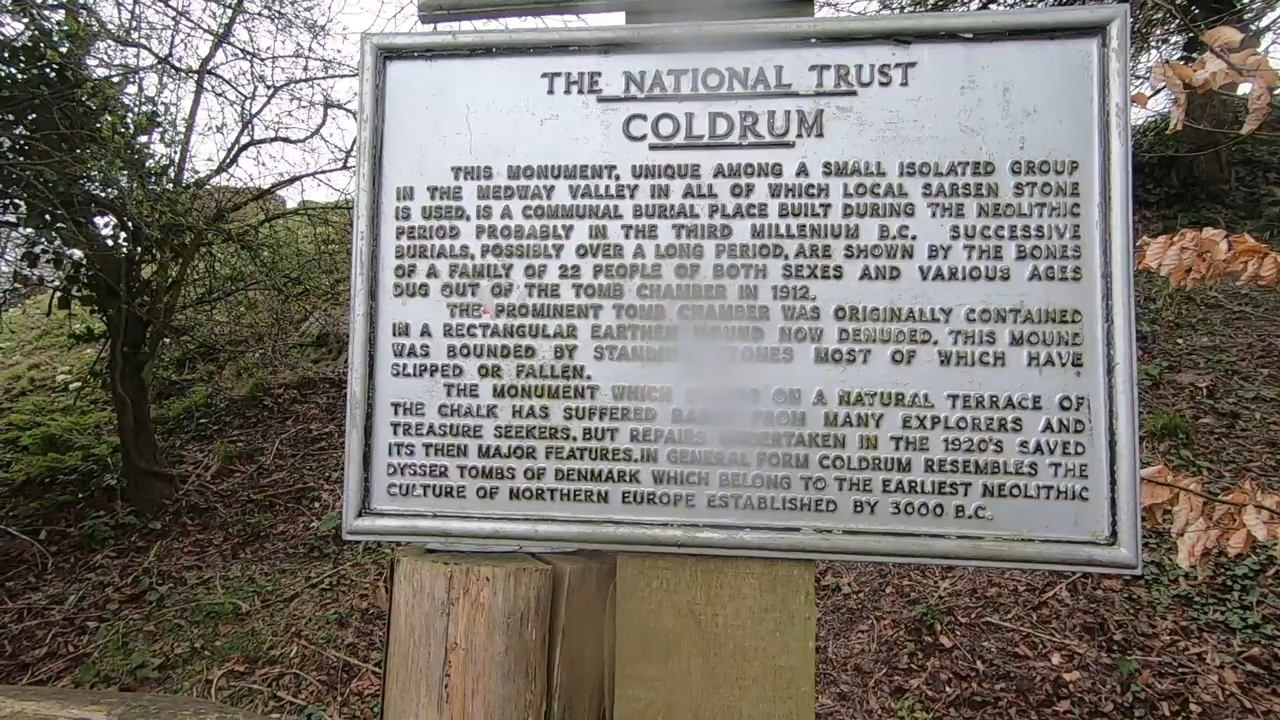 THE NATIONAL TRUST
COLDRUM
THIS MONUMENT, UNIQUE AMONG A SMALL ISOLATED GROUP
IN THE MEDWAY VALLEY IN ALL OF WHICH LOCAL SARSEN STONE
IS USED, IS A COMMUNAL BURIAL PLACE BUILT DURING THE NEOLITHIC
PERIOD PROBABLY IN THE THIRD MILLENIUM B.C. SUCCESSIVE
BURIALS, POSSIBLY OVER A LONG PERIOD, ARE SHOWN BY THE BONES
OF A FAMILY OF 22 PEOPLE OF BOTH SEXES AND VARIOUS AGES
DUG OUT OF THE TOMB CHAMBER IN 1912.
THE PROMINENT TOMB CHAMBER WAS ORIGINALLY CONTAINED
IN A RECTANGULAR EARTHEN MOUND NOW DENUDED. THIS MOUND
WAS BOUNDED BY STANDING STONES MOST OF WHICH HAVE
SLIPPED OR FALLEN.
THE MONUMENT WHICH ON A NATURAL TERRACE OF
THE CHALK HAS SUFFERED FROM MANY EXPLORERS AND
TREASURE SEEKERS, BUT REPAIRS UNDERTAKEN IN THE 1920'S SAVED
ITS THEN MAJOR FEATURES. IN GENERAL FORM COLDRUM RESEMBLES THE
DYSSER TOMBS OF DENMARK WHICH BELONG TO THE EARLIEST NEOLITHIC
CULTURE OF NORTHERN EUROPE ESTABLISHED BY 3000 B.C.